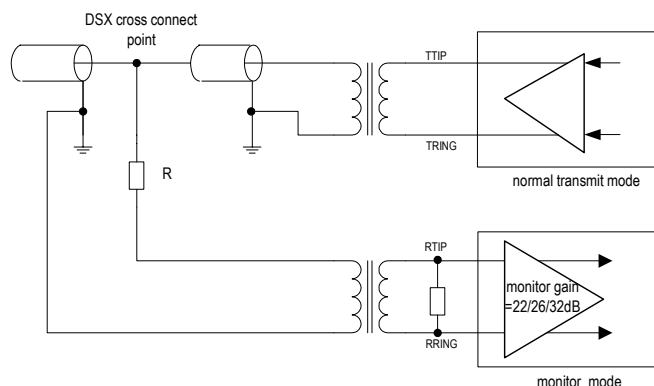 DSX cross connect
point
TTIP
TRING
normal transmit mode
R
RTIP
monitor gain
=22/26/32dB
RRING
monitor mode